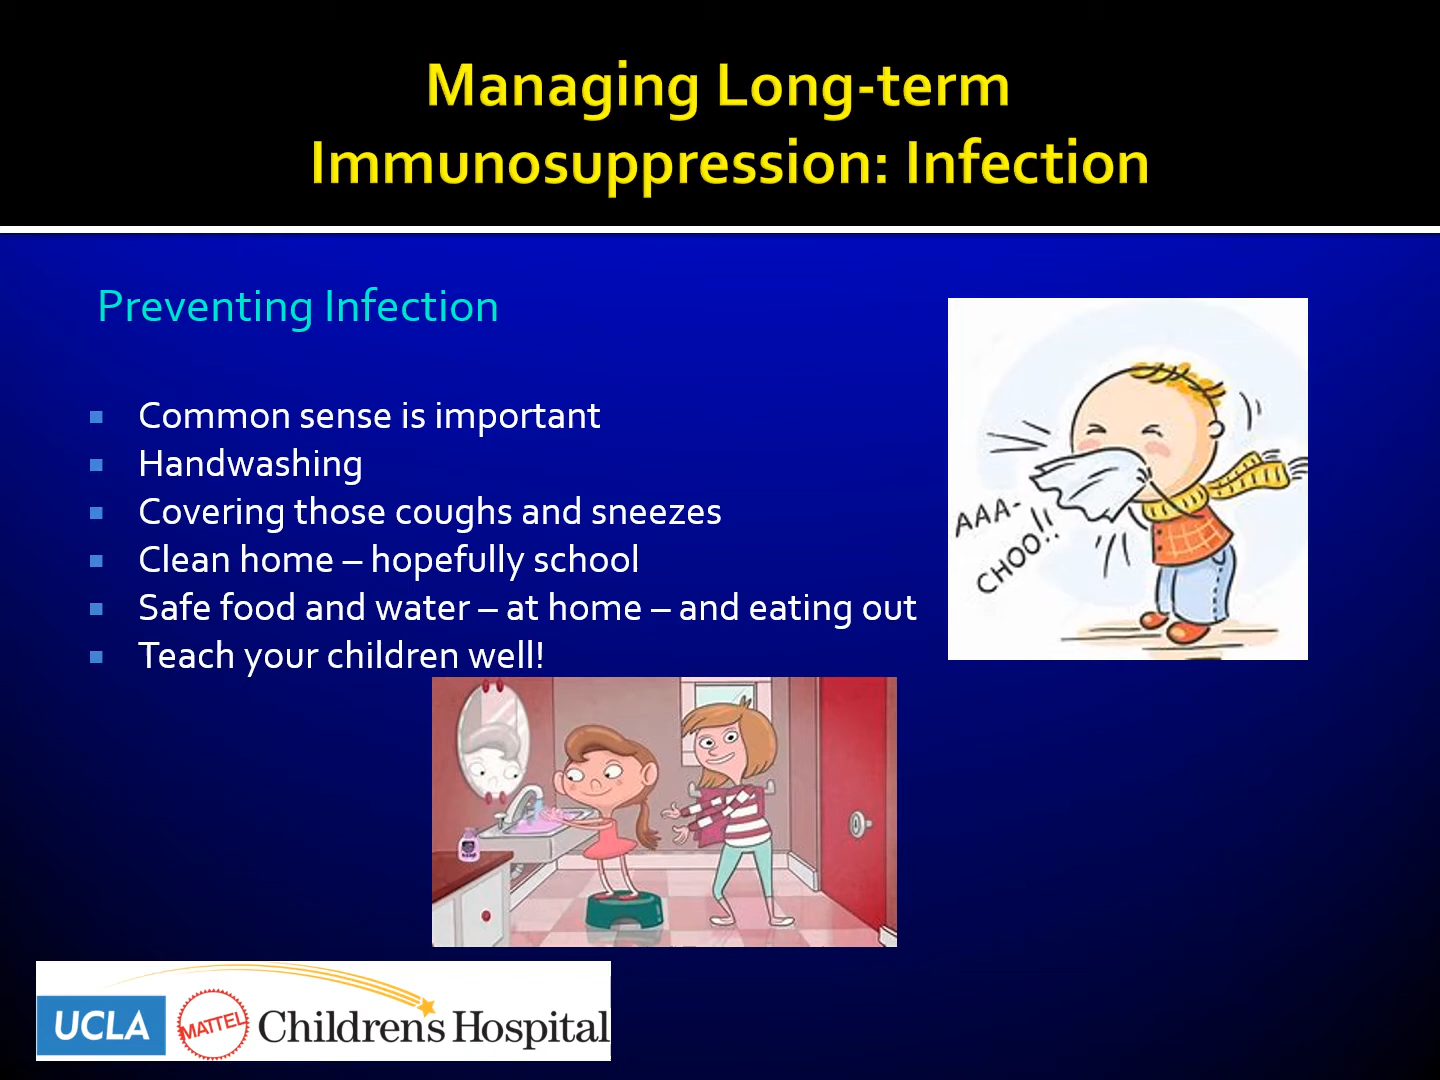 Managing Long-term
Immunosuppression: Infection
Preventing Infection
Common sense is important
Handwashing
Covering those coughs and sneezes
Clean home – hopefully school
Safe food and water – at home – and eating out
Teach your children well!
AAA-
CHOO!!
UCLA MATTEL Children's Hospital